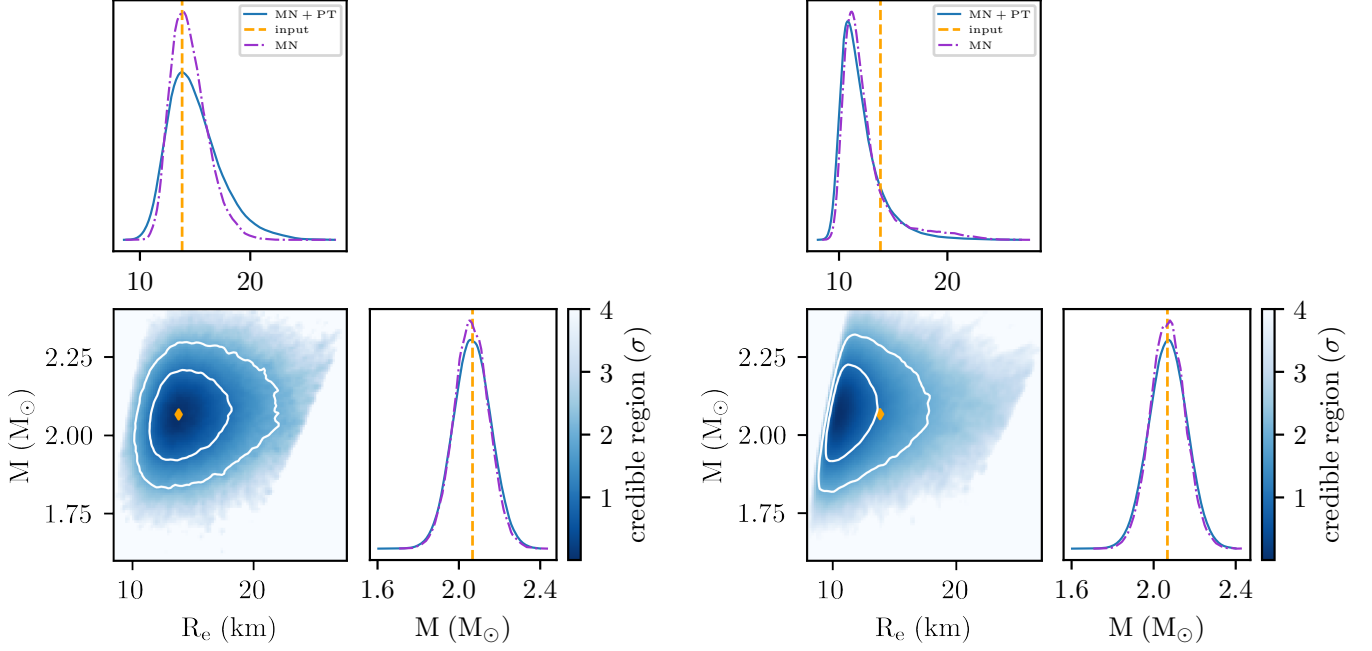 MN + PT
input
MN
10 20
MN + PT
input
MN
10 20
M (M⊙)
2.25
2.00
1.75
10 20
Re (km)
1.6 2.0 2.4
M (M⊙)
4
3
2
1
credible region (σ)
M (M⊙)
2.25
2.00
1.75
10 20
Re (km)
1.6 2.0 2.4
M (M⊙)
4
3
2
1
credible region (σ)